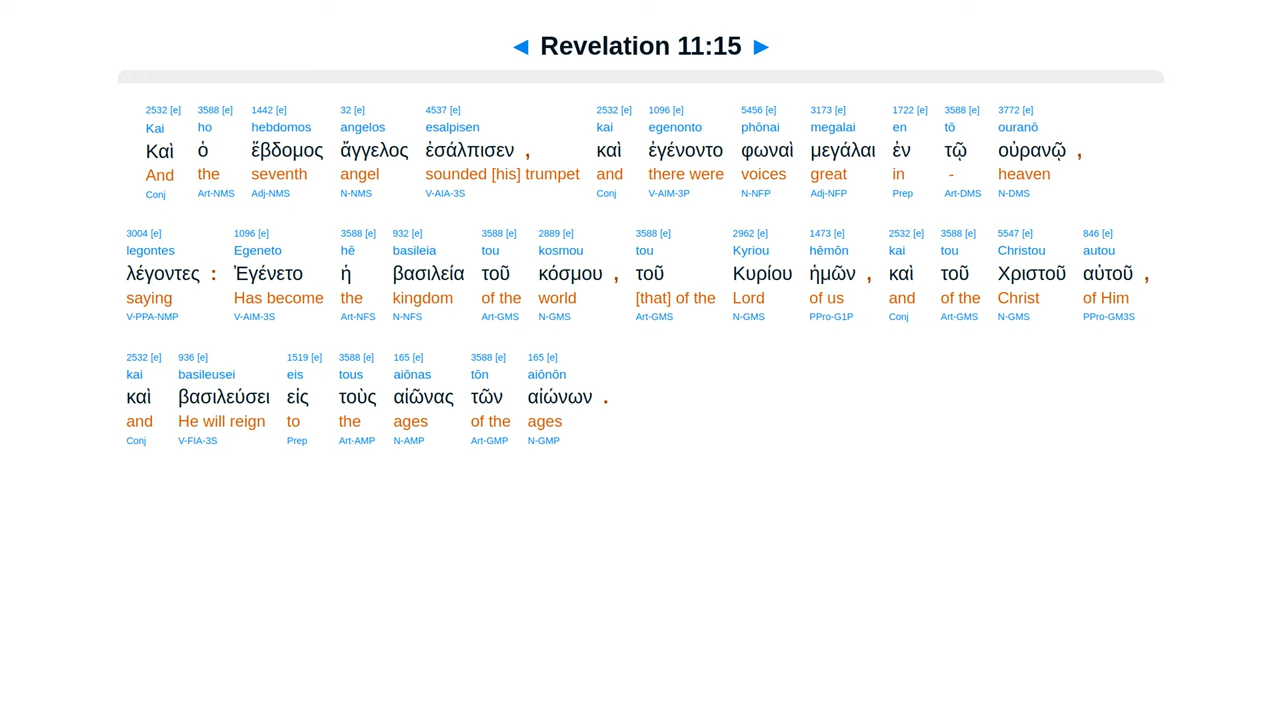 ◄ Revelation 11:15 ►
2532 [e] 3588 [e] 1442 [e] 32 [e] 4537 [e] 2532 [e] 1096 [e] 5456 [e] 3173 [e] 1722 [e] 3588 [e] 3772 [e]
Kai ho hebdomos angelos esalpisen kai egenonto phōnai megalai en tō ouranō
Καὶ ὁ ἕβδομος ἄγγελος ἐσάλπισεν , καὶ ἐγένοντο φωναὶ μεγάλαι ἐν τῷ οὐρανῷ ,
And the seventh angel sounded [his] trumpet and there were voices great in - heaven
Conj Art-NMS Adj-NMS N-NMS V-AIA-3S Conj V-AIM-3P N-NFP Adj-NFP Prep Art-DMS N-DMS
3004 [e] 1096 [e] 3588 [e] 932 [e] 3588 [e] 2889 [e] 3588 [e] 2962 [e] 1473 [e] 2532 [e] 3588 [e] 5547 [e] 846 [e]
legontes Egeneto hē basileia tou kosmou tou Kyriou hēmōn kai tou Christou autou
λέγοντες : Ἐγένετο ἡ βασιλεία τοῦ κόσμου , τοῦ Κυρίου ἡμῶν , καὶ τοῦ Χριστοῦ αὐτοῦ ,
saying Has become the kingdom of the world [that] of the Lord of us and of the Christ of Him
V-PPA-NMP V-AIM-3S Art-NFS N-NFS Art-GMS N-GMS Art-GMS N-GMS PPro-G1P Conj Art-GMS N-GMS PPro-GM3S
2532 [e] 936 [e] 1519 [e] 3588 [e] 165 [e] 3588 [e] 165 [e]
kai basileusei eis tous aiōnas tōn aiōnōn
καὶ βασιλεύσει εἰς τοὺς αἰῶνας τῶν αἰώνων .
and He will reign to the ages of the ages
Conj V-FIA-3S Prep Art-AMP N-AMP Art-GMP N-GMP